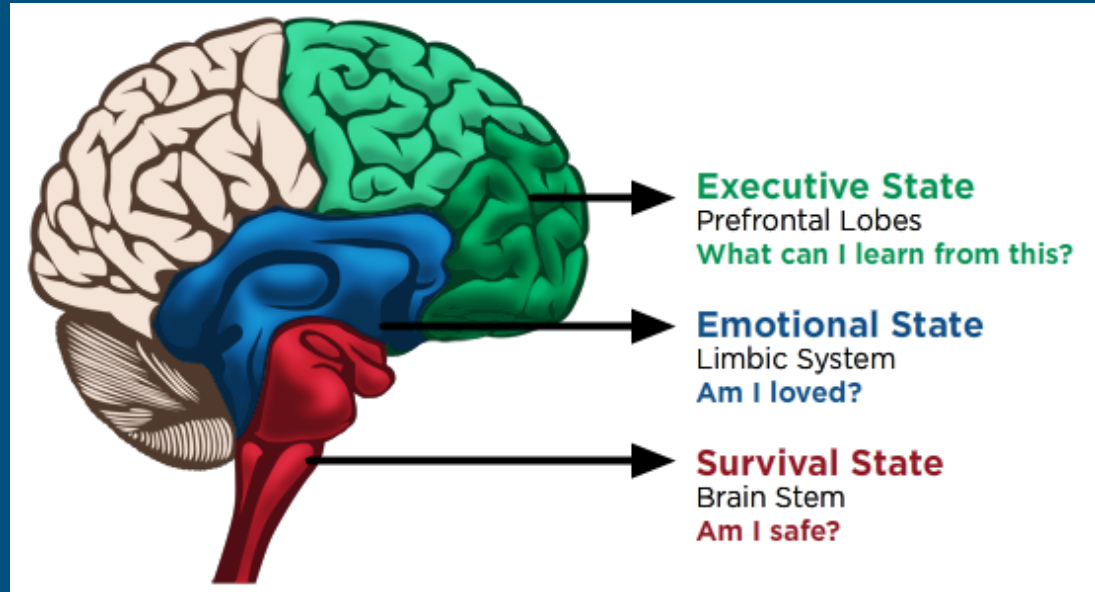 Executive State
Prefrontal Lobes
What can I learn from this?
Emotional State
Limbic System
Am I loved?
Survival State
Brain Stem
Am I safe?